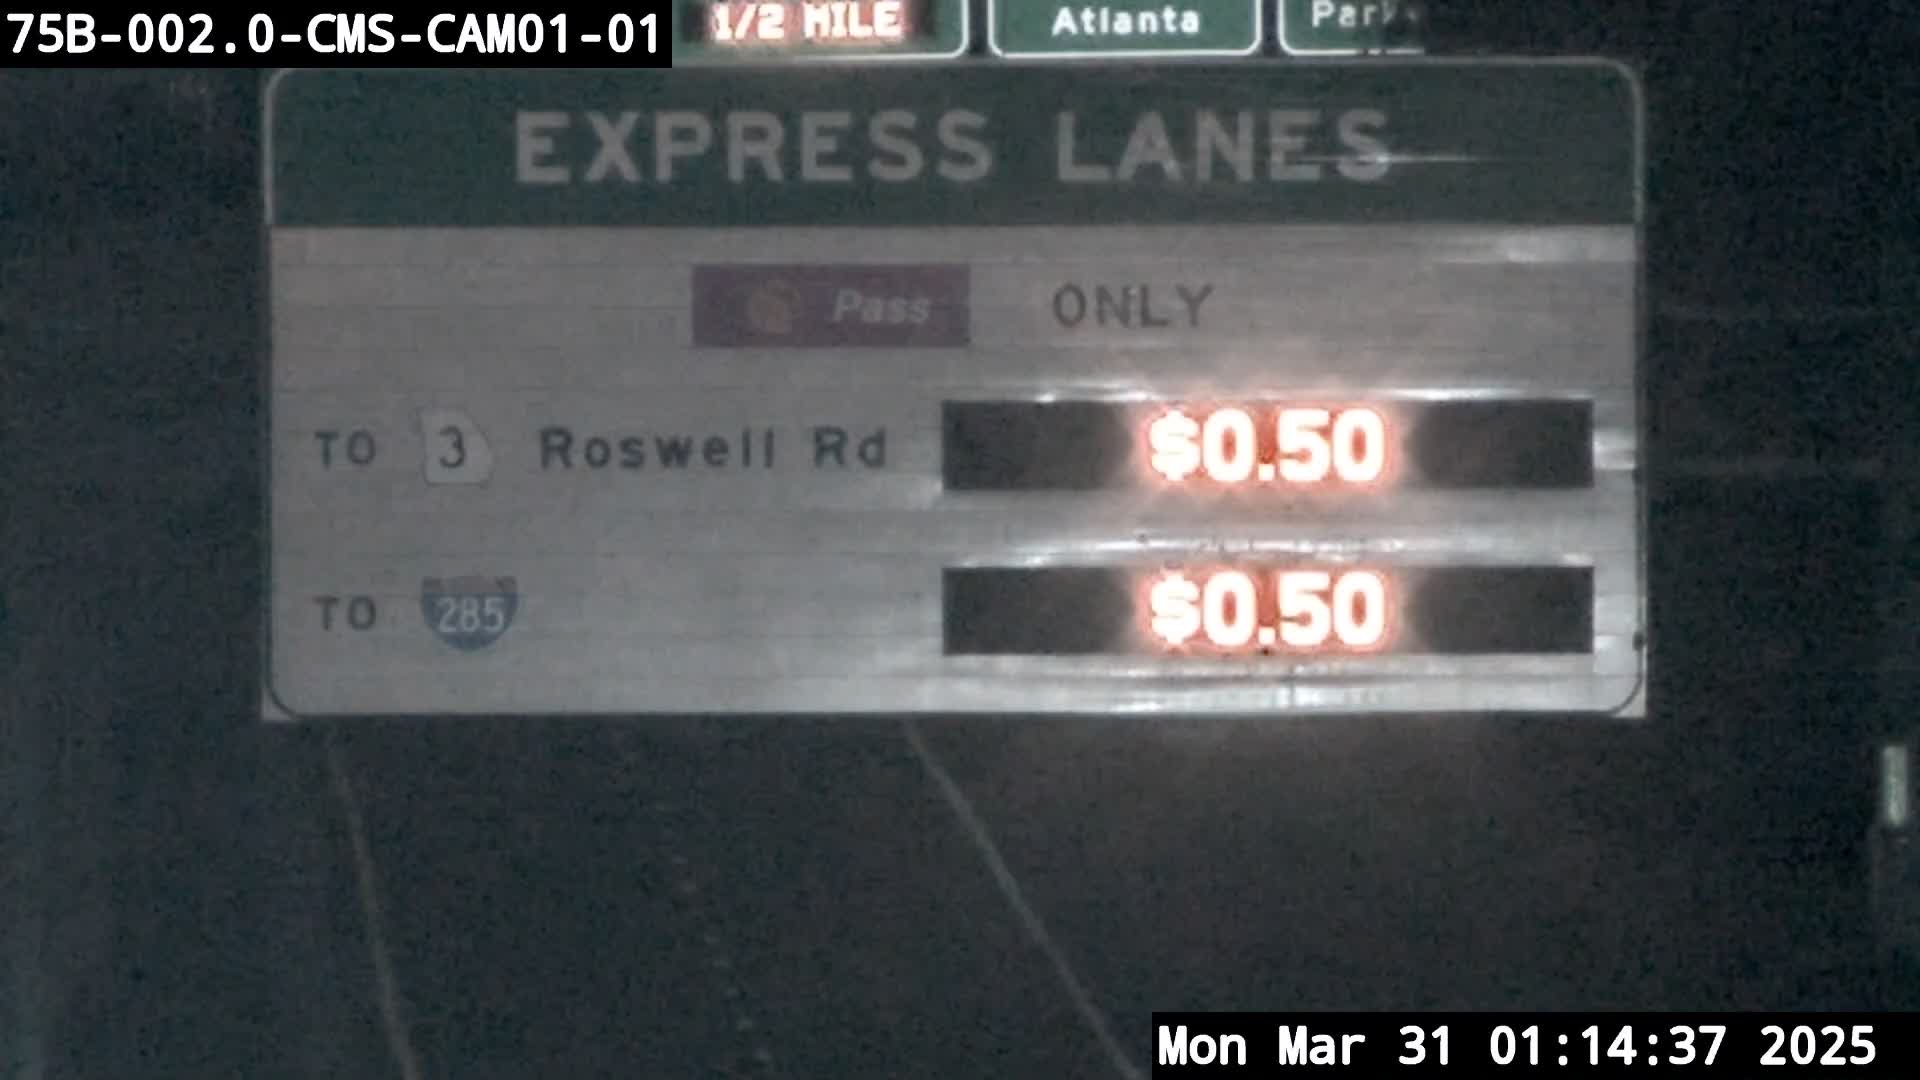 75B-002.0-CMS-CAM01-01
1/2 MILE
Atlanta
EXPRESS LANES
Pass ONLY
TO 3 Roswell Rd $0.50
TO 285 $0.50
Mon Mar 31 01:14:37 2025